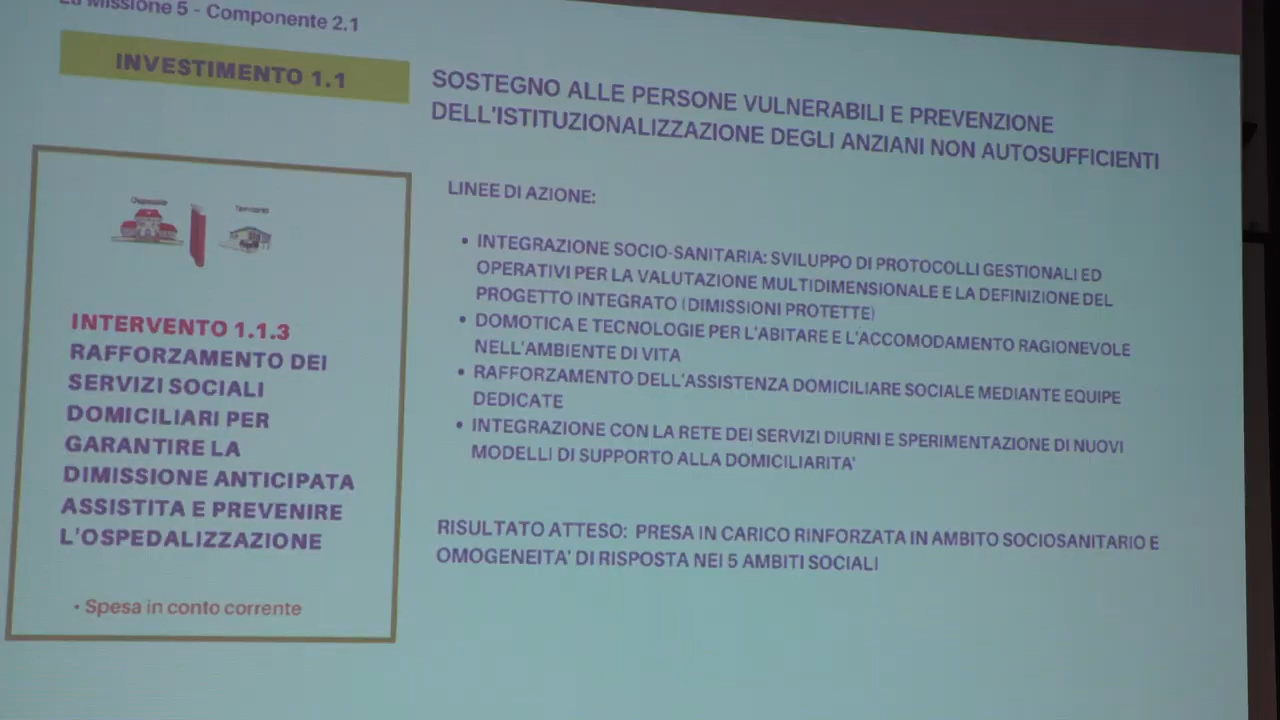 Missione 5 - Componente 2.1
INVESTIMENTO 1.1
SOSTEGNO ALLE PERSONE VULNERABILI E PREVENZIONE
DELL'ISTITUZIONALIZZAZIONE DEGLI ANZIANI NON AUTOSUFFICIENTI
Ospedale
Territorio
INTERVENTO 1.1.3
RAFFORZAMENTO DEI
SERVIZI SOCIALI
DOMICILIARI PER
GARANTIRE LA
DIMISSIONE ANTICIPATA
ASSISTITA E PREVENIRE
L'OSPEDALIZZAZIONE
• Spesa in conto corrente
LINEE DI AZIONE:
• INTEGRAZIONE SOCIO-SANITARIA: SVILUPPO DI PROTOCOLLI GESTIONALI ED
OPERATIVI PER LA VALUTAZIONE MULTIDIMENSIONALE E LA DEFINIZIONE DEL
PROGETTO INTEGRATO (DIMISSIONI PROTETTE)
• DOMOTICA E TECNOLOGIE PER L'ABITARE E L'ACCOMODAMENTO RAGIONEVOLE
NELL'AMBIENTE DI VITA
• RAFFORZAMENTO DELL'ASSISTENZA DOMICILIARE SOCIALE MEDIANTE EQUIPE
DEDICATE
• INTEGRAZIONE CON LA RETE DEI SERVIZI DIURNI E SPERIMENTAZIONE DI NUOVI
MODELLI DI SUPPORTO ALLA DOMICILIARITA'
RISULTATO ATTESO: PRESA IN CARICO RINFORZATA IN AMBITO SOCIOSANITARIO E
OMOGENEITA' DI RISPOSTA NEI 5 AMBITI SOCIALI